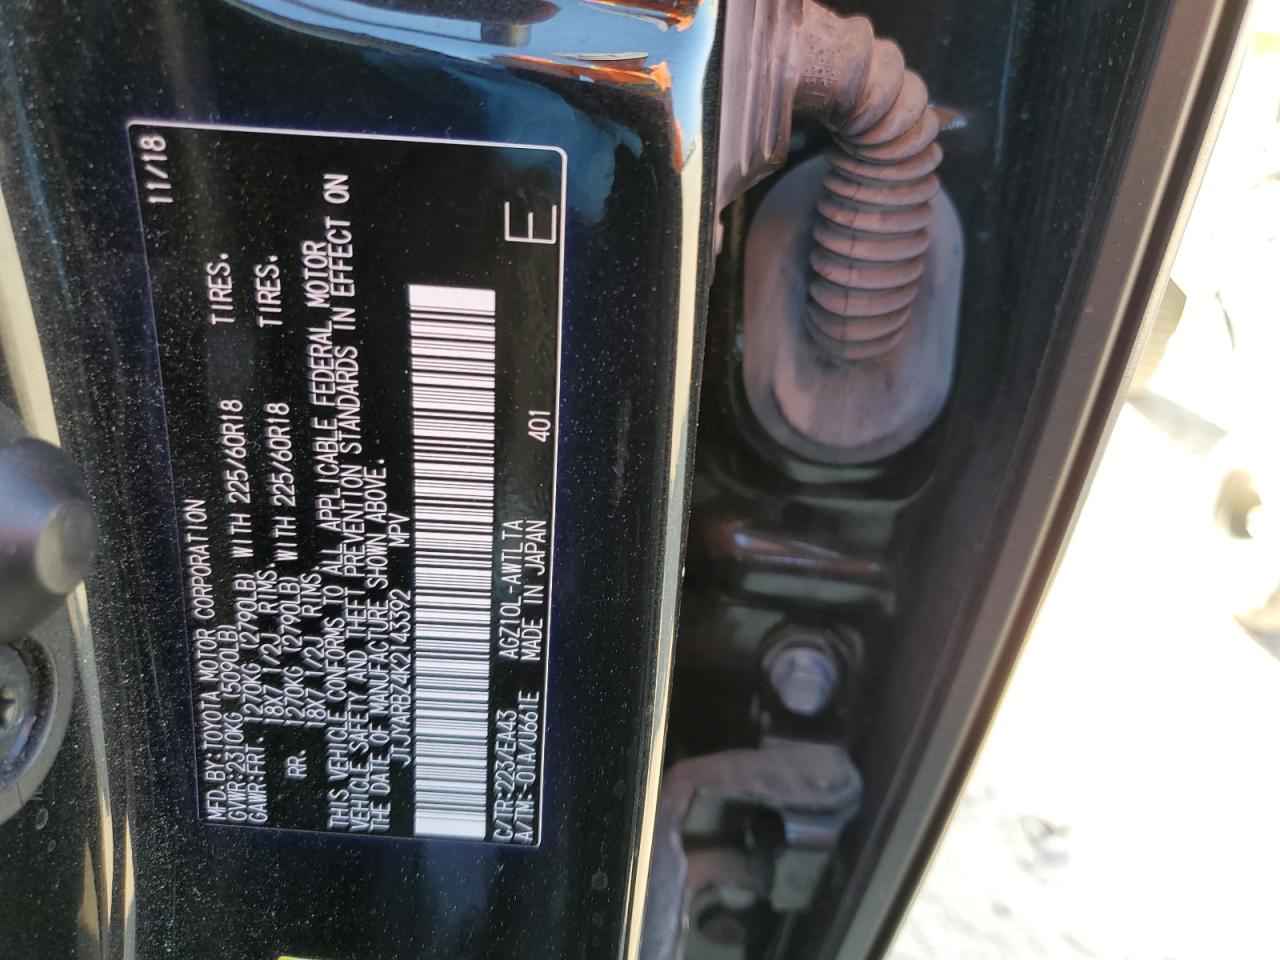 MFD.BY:TOYOTA MOTOR CORPORATION 11/18
GVWR:2310KG (5090LB)
GAWR:FRT. 1270KG (2790LB) WITH 225/60R18 TIRES.
18X7 1/2J RIMS.
RR. 1270KG (2790LB) WITH 225/60R18 TIRES.
18X7 1/2J RIMS.
THIS VEHICLE CONFORMS TO ALL APPLICABLE FEDERAL MOTOR
VEHICLE SAFETY AND THEFT PREVENTION STANDARDS IN EFFECT ON
THE DATE OF MANUFACTURE SHOWN ABOVE.
JTJYARBZ4K2143392 MPV
C/TR:223/EA43 AGZ10L-AWTLTA
A/TM:-01A/U661E MADE IN JAPAN 401 E